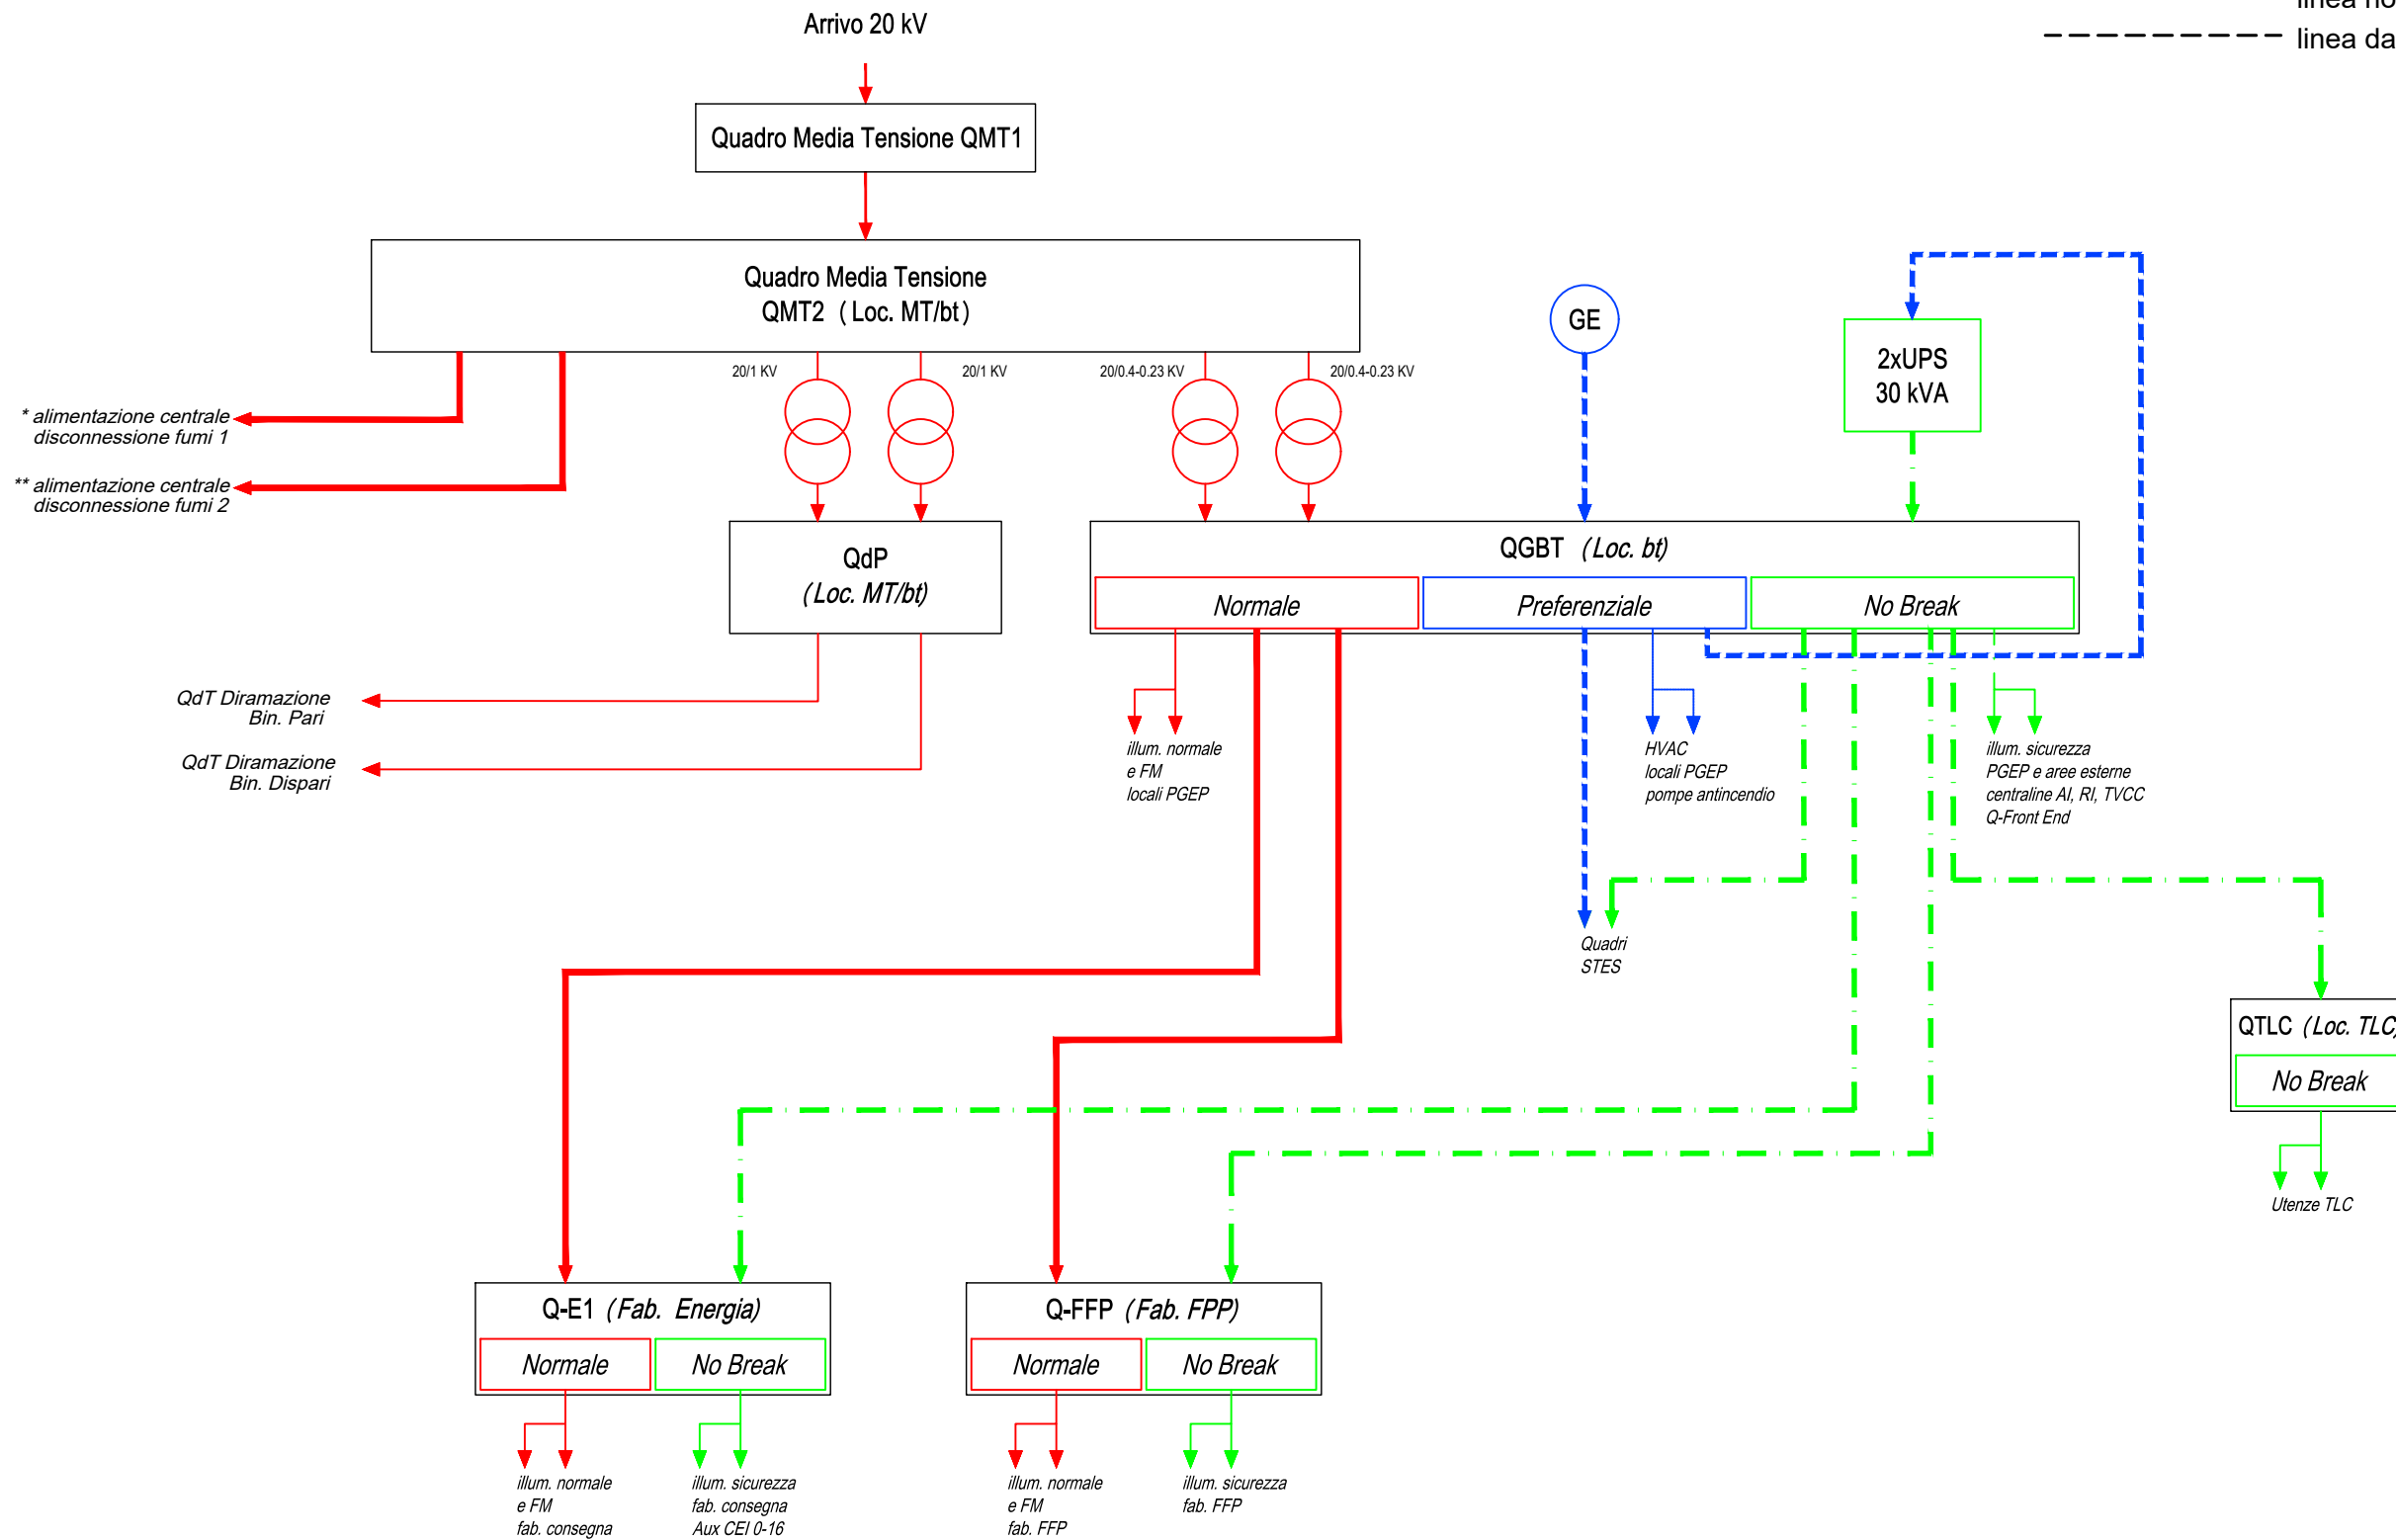 Arrivo 20 kV
linea da
Quadro Media Tensione QMT1
Quadro Media Tensione
QMT2 (Loc. MT/bt)
20/1 KV
20/1 KV
20/0.4-0.23 KV
20/0.4-0.23 KV
GE
2xUPS
30 kVA
* alimentazione centrale
disconnessione fumi 1
** alimentazione centrale
disconnessione fumi 2
QdP
(Loc. MT/bt)
QGBT (Loc. bt)
Normale
Preferenziale
No Break
QdT Diramazione
Bin. Pari
QdT Diramazione
Bin. Dispari
illum. normale
e FM
locali PGEP
HVAC
locali PGEP
pompe antincendio
illum. sicurezza
PGEP e aree esterne
centraline AI, RI, TVCC
Q-Front End
Quadri
STES
QTLC (Loc. TLC)
No Break
Utenze TLC
Q-E1 (Fab. Energia)
Normale
No Break
Q-FFP (Fab. FPP)
Normale
No Break
illum. normale
e FM
fab. consegna
illum. sicurezza
fab. consegna
Aux CEI 0-16
illum. normale
e FM
fab. FFP
illum. sicurezza
fab. FFP